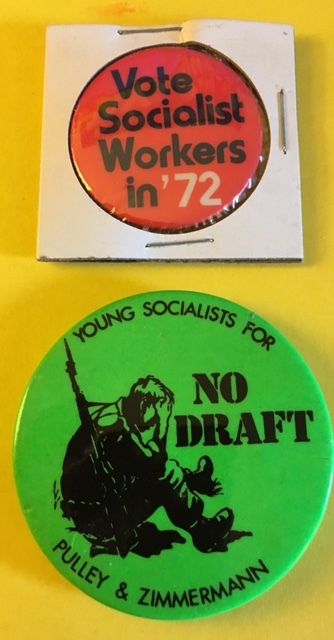 Vote
Socialist
Workers
in '72
YOUNG SOCIALISTS FOR
NO
DRAFT
PULLEY & ZIMMERMANN